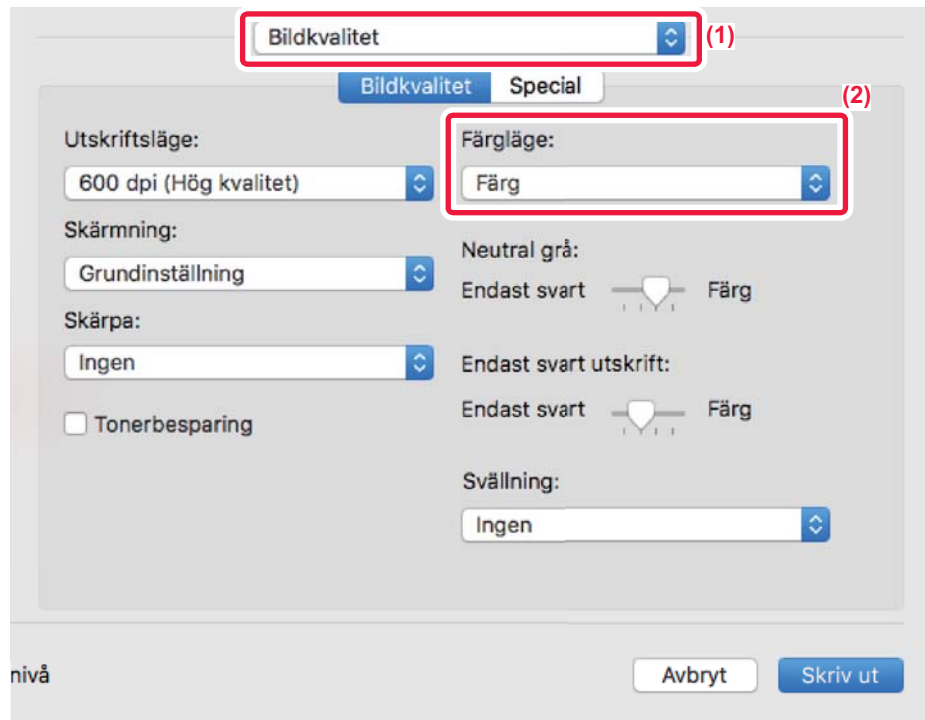 Bildkvalitet
(1)
Bildkvalitet Special
(2)
Utskriftsläge:
600 dpi (Hög kvalitet)
Skärmning:
Grundinställning
Skärpa:
Ingen
Tonerbesparing
Färgläge:
Färg
Neutral grå:
Endast svart Färg
Endast svart utskrift:
Endast svart Färg
Svällning:
Ingen
nivå
Avbryt Skriv ut